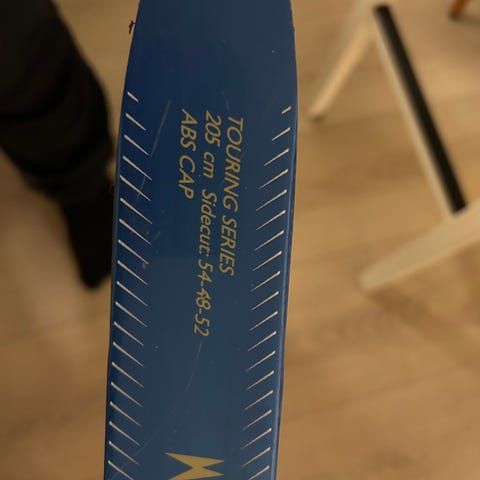 TOURING SERIES
205 cm Sidecut: 54-48-52
ABS CAP